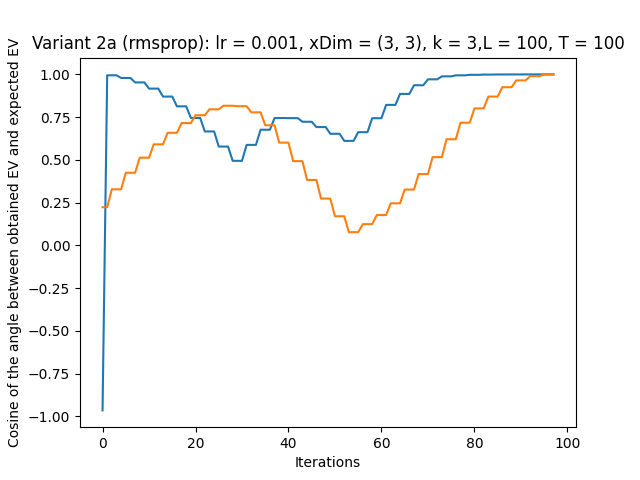 Variant 2a (rmsprop): lr = 0.001, xDim = (3, 3), k = 3,L = 100, T = 100
Cosine of the angle between obtained EV and expected EV
1.00
0.75
0.50
0.25
0.00
−0.25
−0.50
−0.75
−1.00
0 20 40 60 80 100
Iterations